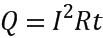 Q = I²Rt